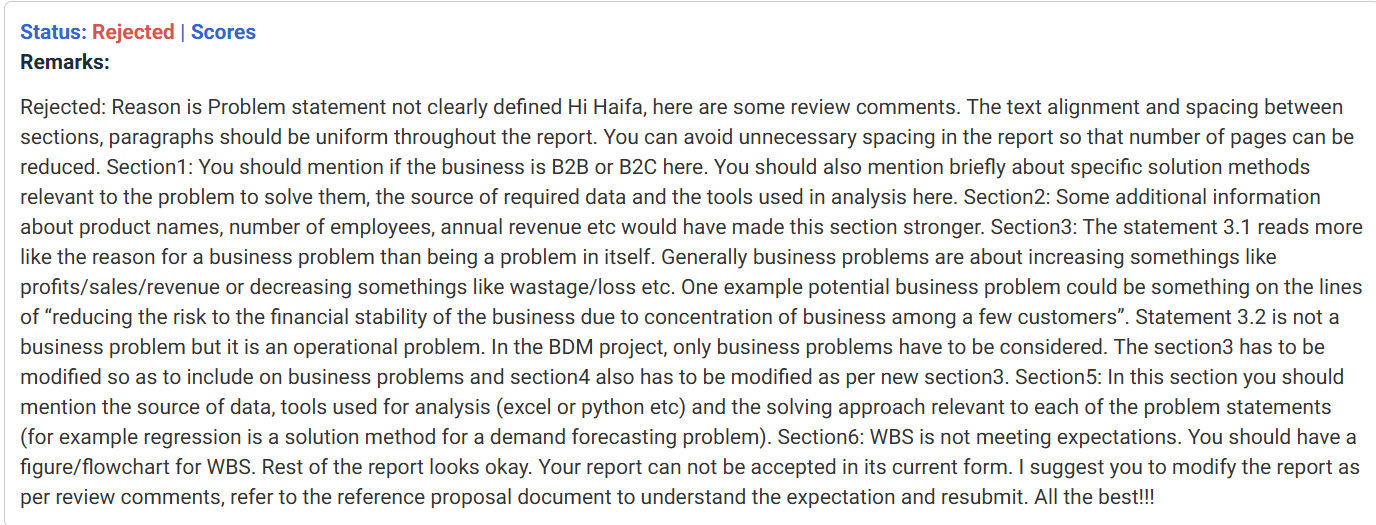 Status: Rejected | Scores
Remarks:
Rejected: Reason is Problem statement not clearly defined Hi Haifa, here are some review comments. The text alignment and spacing between
sections, paragraphs should be uniform throughout the report. You can avoid unnecessary spacing in the report so that number of pages can be
reduced. Section1: You should mention if the business is B2B or B2C here. You should also mention briefly about specific solution methods
relevant to the problem to solve them, the source of required data and the tools used in analysis here. Section2: Some additional information
about product names, number of employees, annual revenue etc would have made this section stronger. Section3: The statement 3.1 reads more
like the reason for a business problem than being a problem in itself. Generally business problems are about increasing somethings like
profits/sales/revenue or decreasing somethings like wastage/loss etc. One example potential business problem could be something on the lines
of “reducing the risk to the financial stability of the business due to concentration of business among a few customers”. Statement 3.2 is not a
business problem but it is an operational problem. In the BDM project, only business problems have to be considered. The section3 has to be
modified so as to include on business problems and section4 also has to be modified as per new section3. Section5: In this section you should
mention the source of data, tools used for analysis (excel or python etc) and the solving approach relevant to each of the problem statements
(for example regression is a solution method for a demand forecasting problem). Section6: WBS is not meeting expectations. You should have a
figure/flowchart for WBS. Rest of the report looks okay. Your report can not be accepted in its current form. I suggest you to modify the report as
per review comments, refer to the reference proposal document to understand the expectation and resubmit. All the best!!!